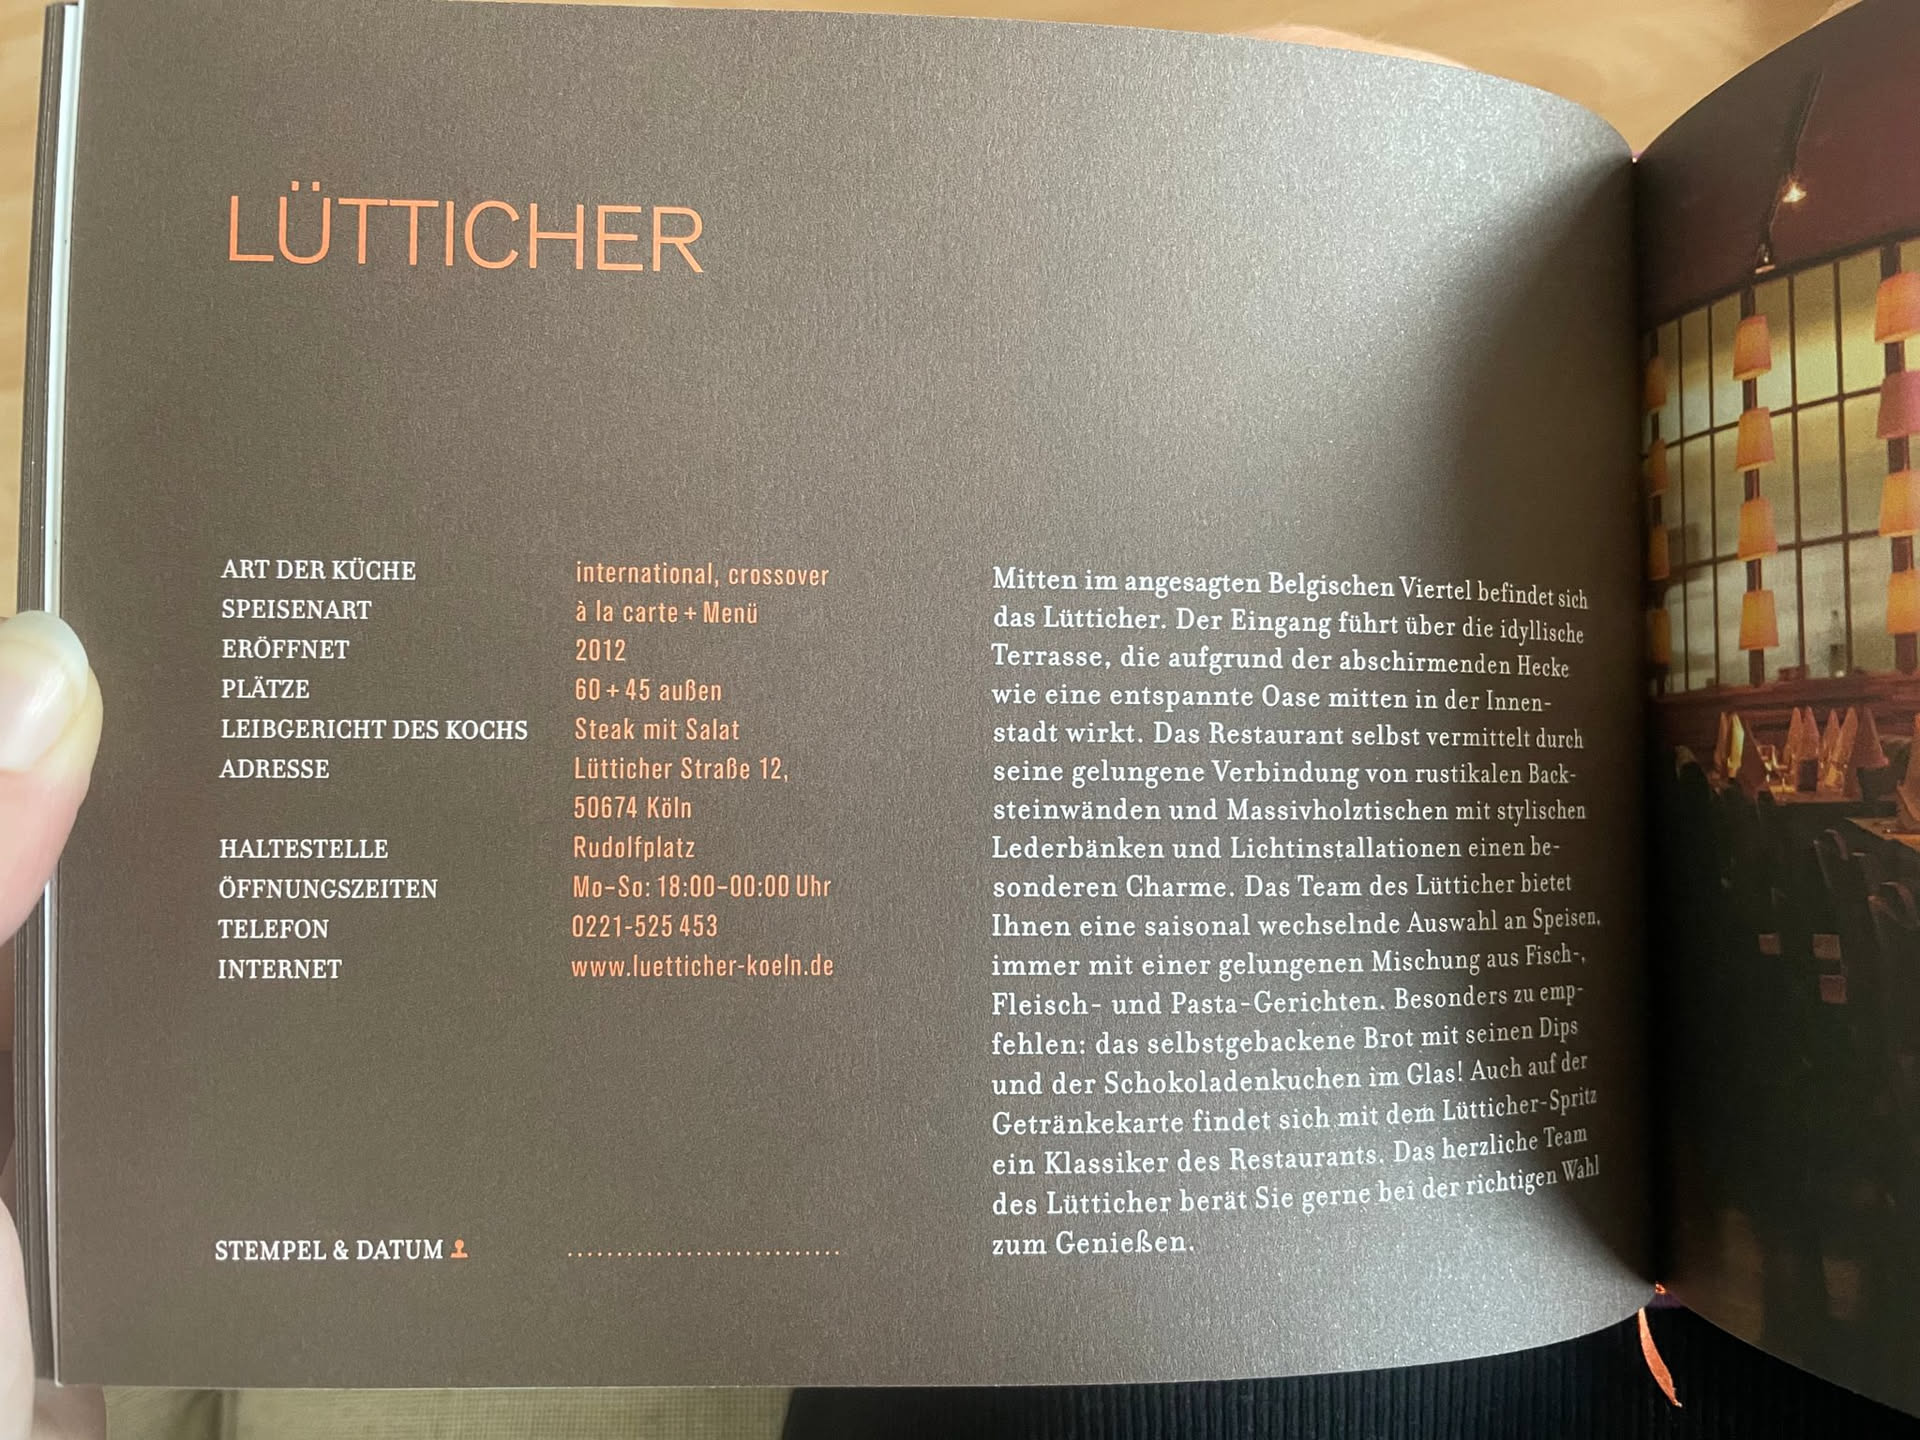 LÜTTICHER
ART DER KÜCHE international, crossover
SPEISENART à la carte + Menü
ERÖFFNET 2012
PLÄTZE 60 + 45 außen
LEIBGERICHT DES KOCHS Steak mit Salat
ADRESSE Lütticher Straße 12,
50674 Köln
HALTESTELLE Rudolfplatz
ÖFFNUNGSZEITEN Mo–So: 18:00–00:00 Uhr
TELEFON 0221-525 453
INTERNET www.luetticher-koeln.de
STEMPEL & DATUM ............................
Mitten im angesagten Belgischen Viertel befindet sich
das Lütticher. Der Eingang führt über die idyllische
Terrasse, die aufgrund der abschirmenden Hecke
wie eine entspannte Oase mitten in der Innen-
stadt wirkt. Das Restaurant selbst vermittelt durch
seine gelungene Verbindung von rustikalen Back-
steinwänden und Massivholztischen mit stylischen
Lederbänken und Lichtinstallationen einen be-
sonderen Charme. Das Team des Lütticher bietet
Ihnen eine saisonal wechselnde Auswahl an Speisen,
immer mit einer gelungenen Mischung aus Fisch-,
Fleisch- und Pasta-Gerichten. Besonders zu emp-
fehlen: das selbstgebackene Brot mit seinen Dips
und der Schokoladenkuchen im Glas! Auch auf der
Getränkekarte findet sich mit dem Lütticher-Spritz
ein Klassiker des Restaurants. Das herzliche Team
des Lütticher berät Sie gerne bei der richtigen Wahl
zum Genießen.